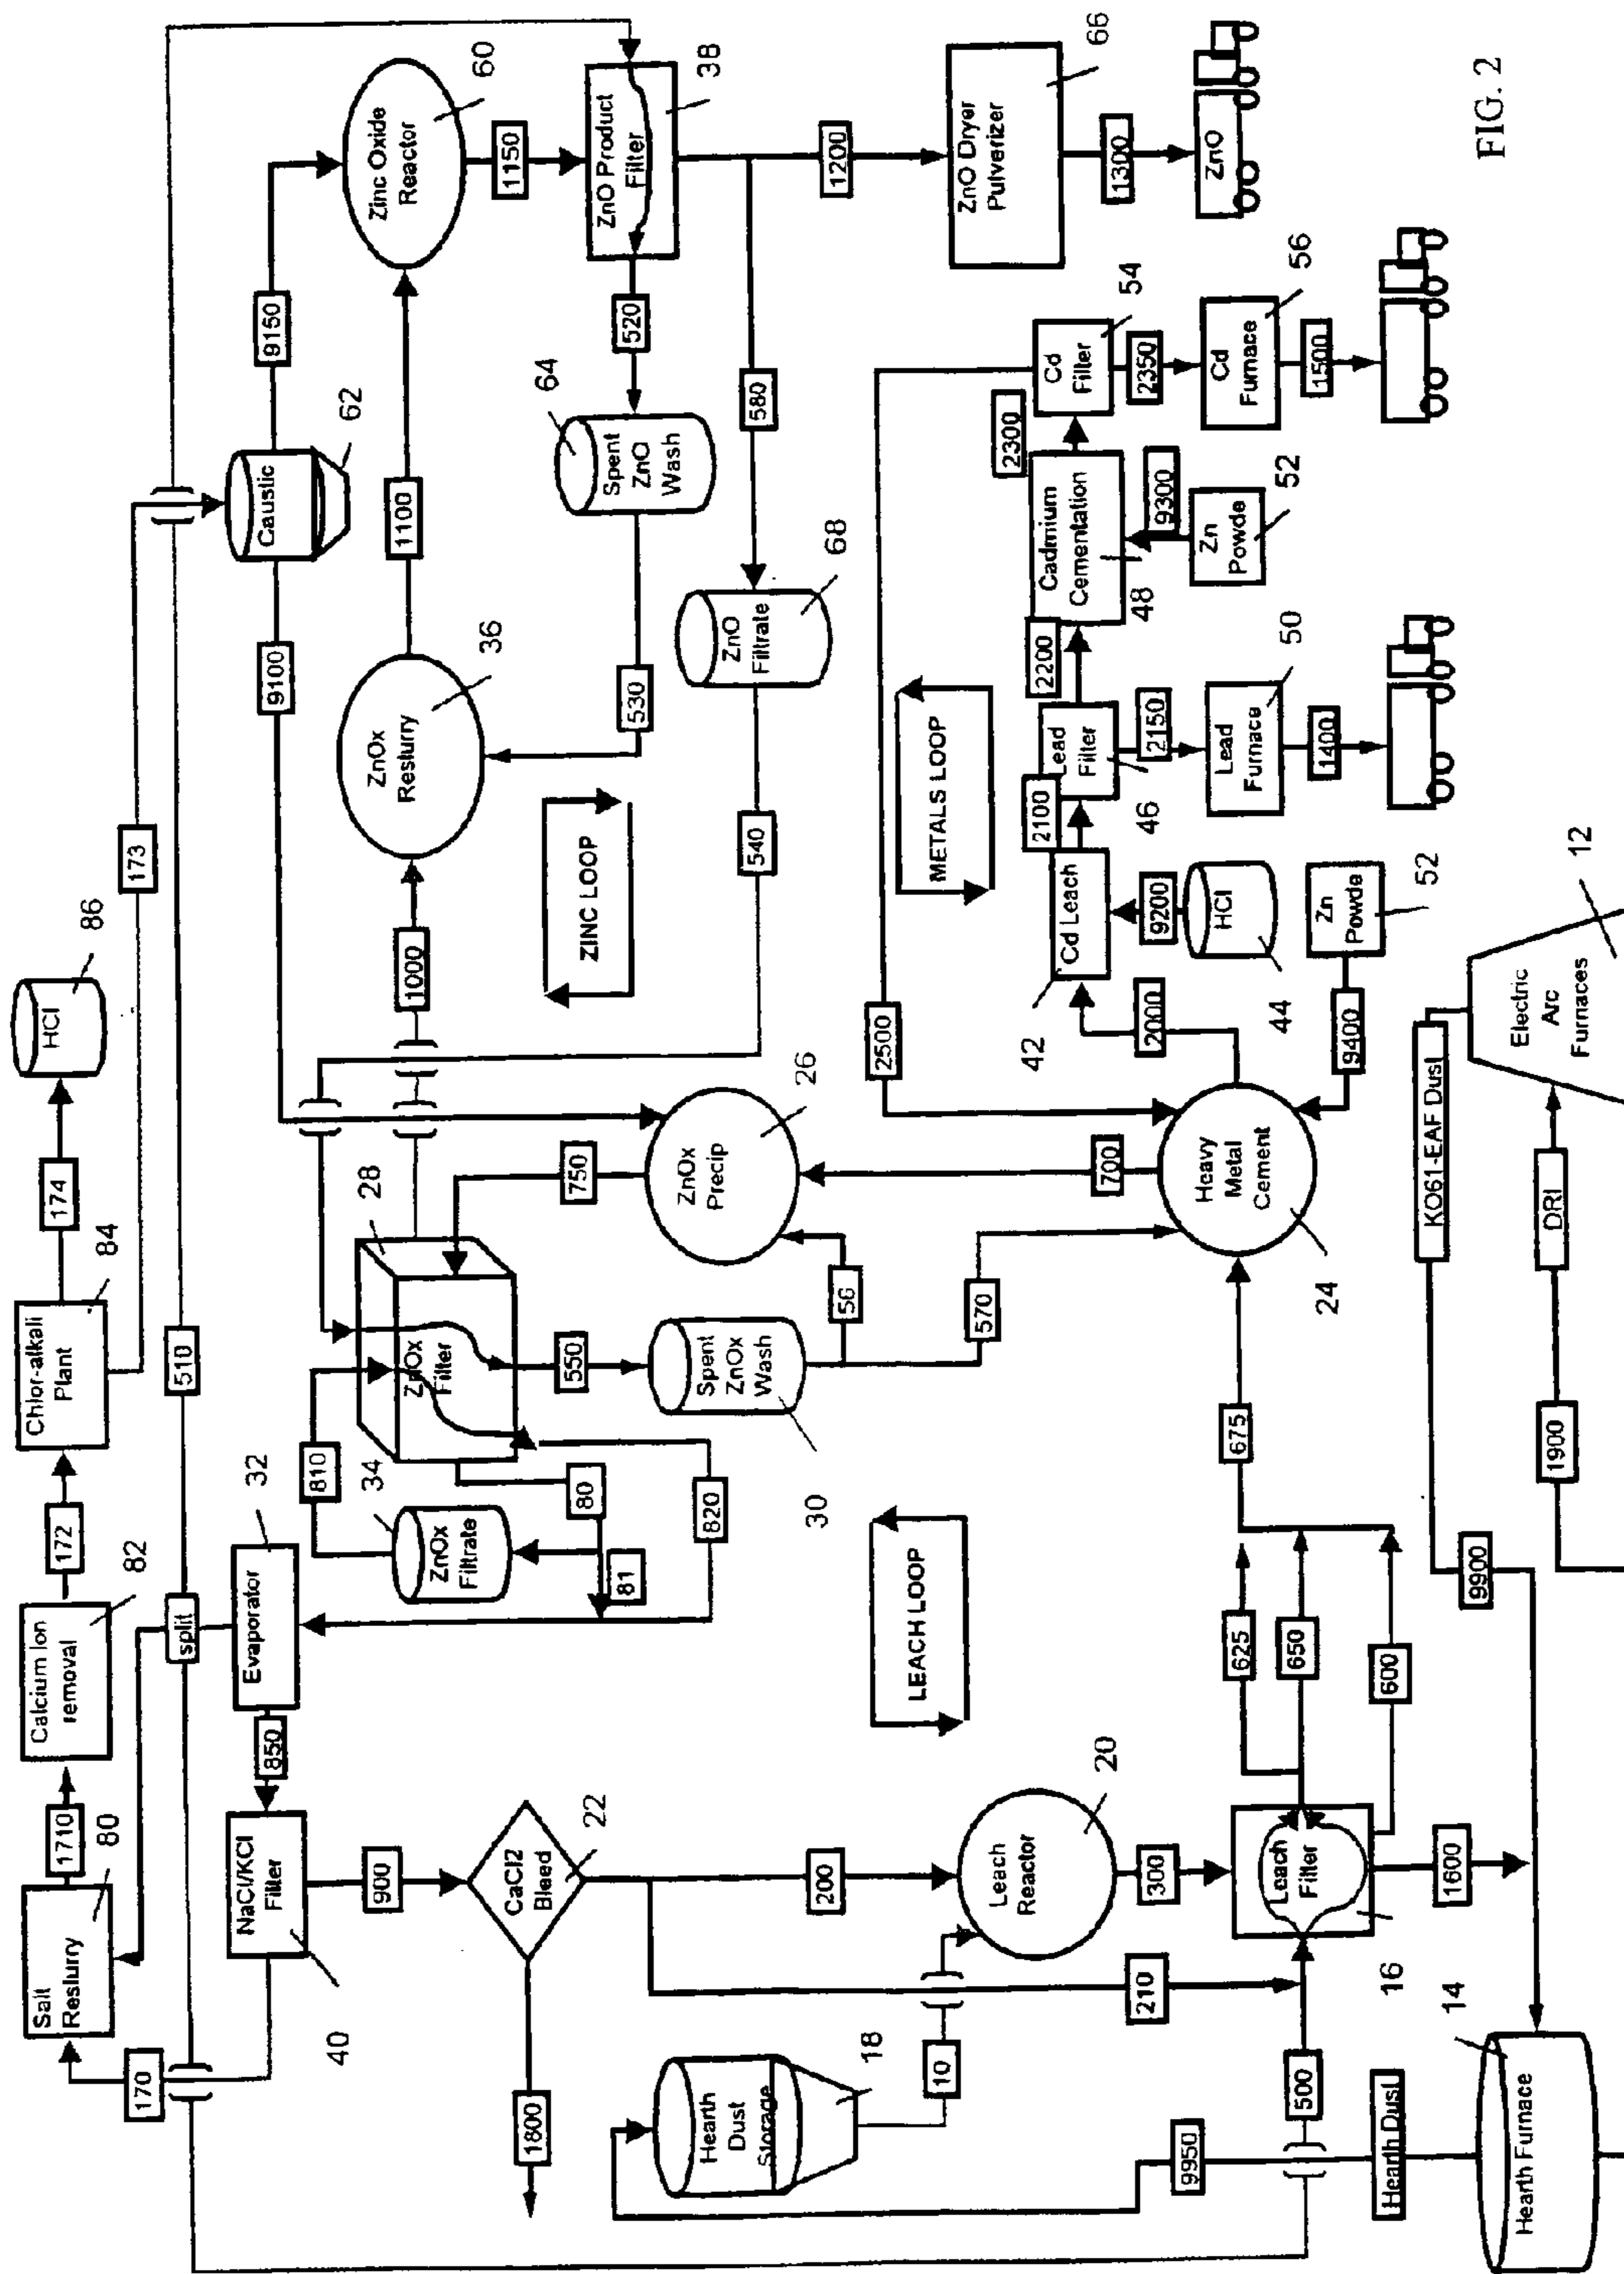 HCl
86
174
Chlor-alkali
Plant
84
173
172
Calcium Ion
removal
82
1710
Salt
Reslurry
80
170
510
split
Evaporator
32
850
NaCl/KCl
Filter
40
900
CaCl2
Bleed
22
1800
200
210
Caustic
62
9150
9100
Zinc Oxide
Reactor
60
1150
ZnO Product
Filter
38
1200
ZnO Dryer
Pulverizer
66
11300
ZnO
FIG. 2
1100
ZnOx
Reslurry
36
1000
520
64
Spent
ZnO
Wash
530
580
68
ZnO
Filtrate
540
ZINC LOOP
28
ZnOx
Filter
810
34
ZnOx
Filtrate
80
81
820
550
Spent
ZnOx
Wash
30
750
ZnOx
Precip
26
56
570
700
LEACH LOOP
METALS LOOP
Hearth
Dust
Storage
18
10
Leach
Reactor
20
300
Leach
Filter
16
500
625
650
600
675
1600
Heavy
Metal
Cement
24
2500
2000
42
Cd Leach
9200
HCl
44
2100
Lead
Filter
46
2150
Lead
Furnace
50
1400
2200
Cadmium
Cementation
48
9300
Zn
Powde
52
2300
Cd
Filter
54
2350
Cd
Furnace
56
1500
Zn
Powde
52
9400
KO61-EAF Dust
9900
DRI
1900
Electric
Arc
Furnaces
12
9950
Hearth Dust
Hearth Furnace
14